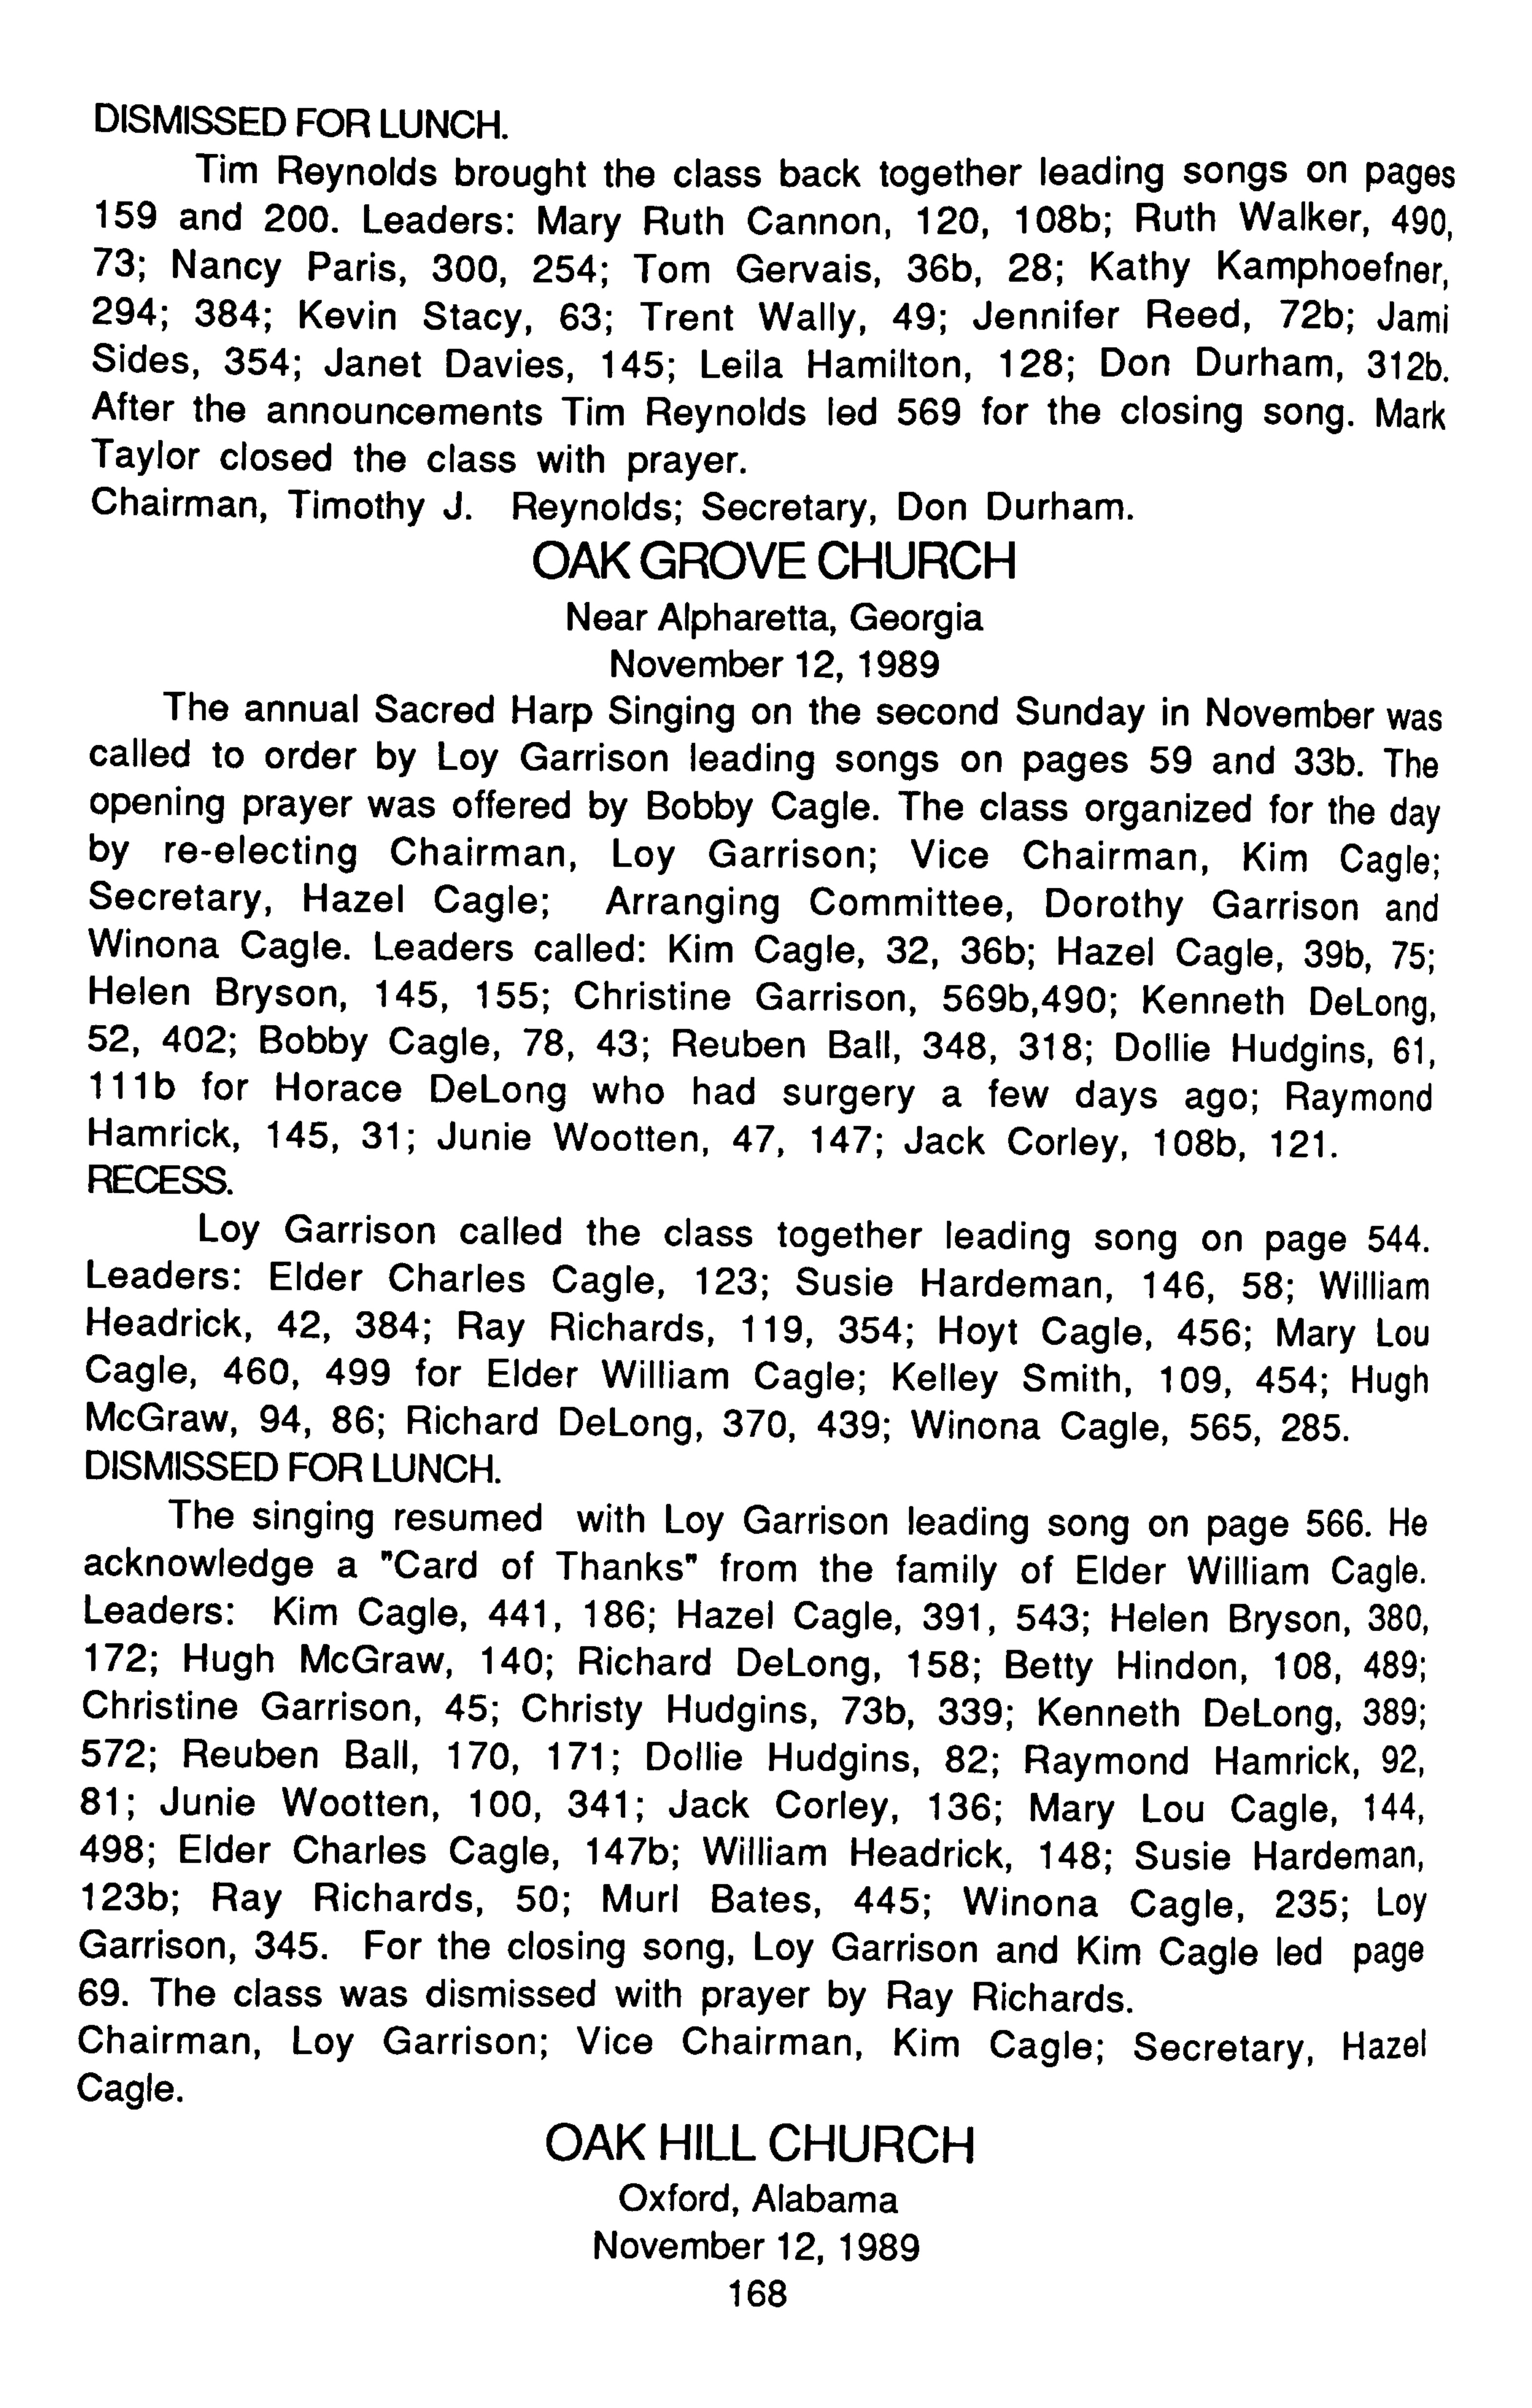 DISMISSED FOR LUNCH.
Tim Reynolds brought the class back together leading songs on pages
159 and 200. Leaders: Mary Ruth Cannon, 120, 108b; Ruth Walker, 490,
73; Nancy Paris, 300, 254; Tom Gervais, 36b, 28; Kathy Kamphoefner,
294; 384; Kevin Stacy, 63; Trent Wally, 49; Jennifer Reed, 72b; Jami
Sides, 354; Janet Davies, 145; Leila Hamilton, 128; Don Durham, 312b.
After the announcements Tim Reynolds led 569 for the closing song. Mark
Taylor closed the class with prayer.
Chairman, Timothy J. Reynolds; Secretary, Don Durham.
OAK GROVE CHURCH
Near Alpharetta, Georgia
November 12, 1989
The annual Sacred Harp Singing on the second Sunday in November was
called to order by Loy Garrison leading songs on pages 59 and 33b. The
opening prayer was offered by Bobby Cagle. The class organized for the day
by re-electing Chairman, Loy Garrison; Vice Chairman, Kim Cagle;
Secretary, Hazel Cagle; Arranging Committee, Dorothy Garrison and
Winona Cagle. Leaders called: Kim Cagle, 32, 36b; Hazel Cagle, 39b, 75;
Helen Bryson, 145, 155; Christine Garrison, 569b,490; Kenneth DeLong,
52, 402; Bobby Cagle, 78, 43; Reuben Ball, 348, 318; Dollie Hudgins, 61,
111b for Horace DeLong who had surgery a few days ago; Raymond
Hamrick, 145, 31; Junie Wootten, 47, 147; Jack Corley, 108b, 121.
RECESS.
Loy Garrison called the class together leading song on page 544.
Leaders: Elder Charles Cagle, 123; Susie Hardeman, 146, 58; William
Headrick, 42, 384; Ray Richards, 119, 354; Hoyt Cagle, 456; Mary Lou
Cagle, 460, 499 for Elder William Cagle; Kelley Smith, 109, 454; Hugh
McGraw, 94, 86; Richard DeLong, 370, 439; Winona Cagle, 565, 285.
DISMISSED FOR LUNCH.
The singing resumed with Loy Garrison leading song on page 566. He
acknowledge a "Card of Thanks" from the family of Elder William Cagle.
Leaders: Kim Cagle, 441, 186; Hazel Cagle, 391, 543; Helen Bryson, 380,
172; Hugh McGraw, 140; Richard DeLong, 158; Betty Hindon, 108, 489;
Christine Garrison, 45; Christy Hudgins, 73b, 339; Kenneth DeLong, 389;
572; Reuben Ball, 170, 171; Dollie Hudgins, 82; Raymond Hamrick, 92,
81; Junie Wootten, 100, 341; Jack Corley, 136; Mary Lou Cagle, 144,
498; Elder Charles Cagle, 147b; William Headrick, 148; Susie Hardeman,
123b; Ray Richards, 50; Murl Bates, 445; Winona Cagle, 235; Loy
Garrison, 345. For the closing song, Loy Garrison and Kim Cagle led page
69. The class was dismissed with prayer by Ray Richards.
Chairman, Loy Garrison; Vice Chairman, Kim Cagle; Secretary, Hazel
Cagle.
OAK HILL CHURCH
Oxford, Alabama
November 12, 1989
168